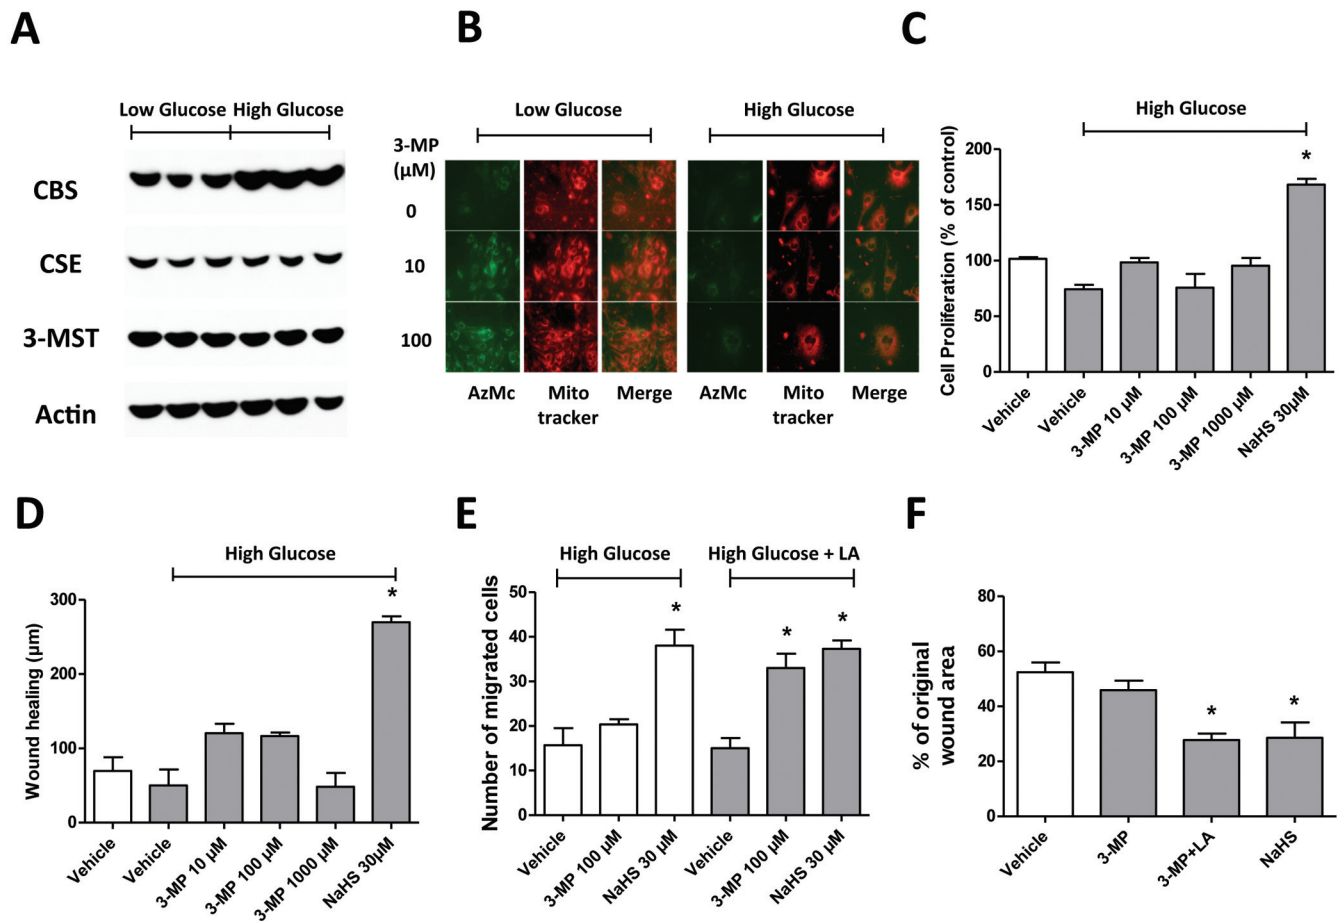 A
Low Glucose High Glucose
CBS
CSE
3-MST
Actin
B
Low Glucose
High Glucose
3-MP
(μM)
0
10
100
AzMc
Mito
tracker
Merge
AzMc
Mito
tracker
Merge
C
High Glucose
Cell Proliferation (% of control)
200
150
100
50
0
Vehicle
Vehicle
3-MP 10 μM
3-MP 100 μM
3-MP 1000 μM
NaHS 30μM
*
D
High Glucose
Wound healing (μm)
300
200
100
0
Vehicle
Vehicle
3-MP 10 μM
3-MP 100 μM
3-MP 1000 μM
NaHS 30μM
*
E
High Glucose
High Glucose + LA
Number of migrated cells
50
40
30
20
10
0
Vehicle
3-MP 100 μM
NaHS 30 μM
Vehicle
3-MP 100 μM
NaHS 30 μM
*
*
*
F
% of original
wound area
80
60
40
20
0
Vehicle
3-MP
3-MP+LA
NaHS
*
*